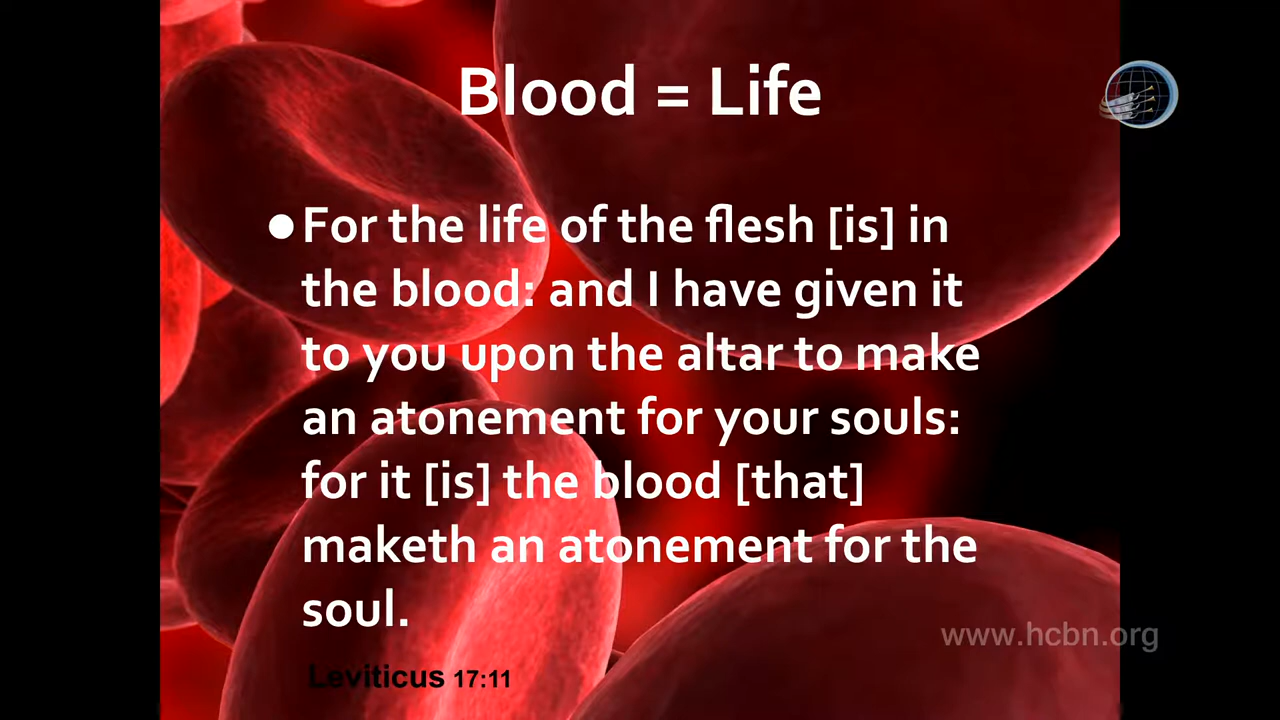 Blood = Life
● For the life of the flesh [is] in
the blood: and I have given it
to you upon the altar to make
an atonement for your souls:
for it [is] the blood [that]
maketh an atonement for the
soul.
www.hcbn.org
Leviticus 17:11